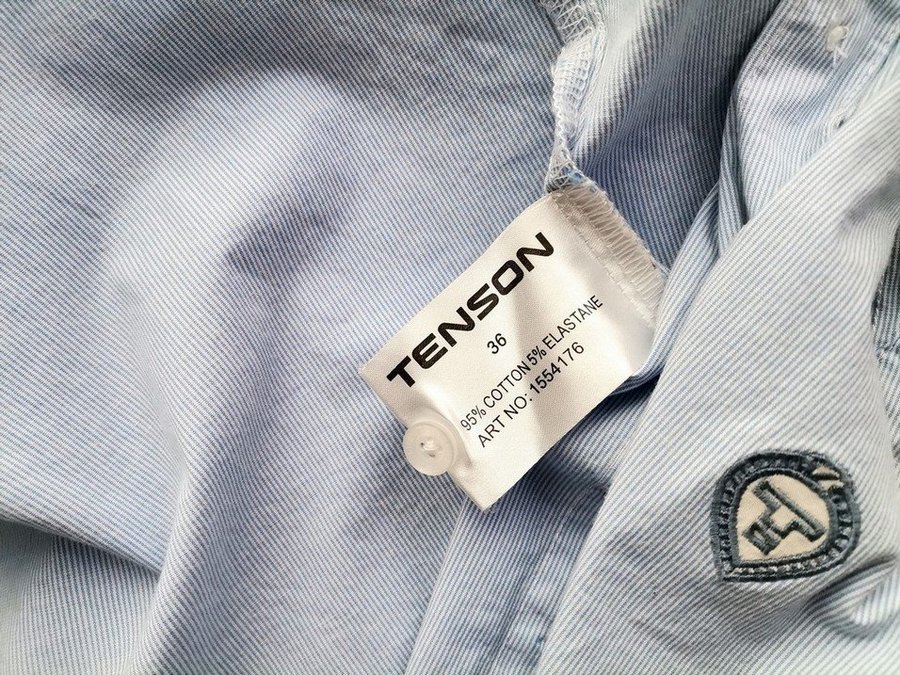 TENSON
36
95% COTTON 5% ELASTANE
ART NO: 1554176